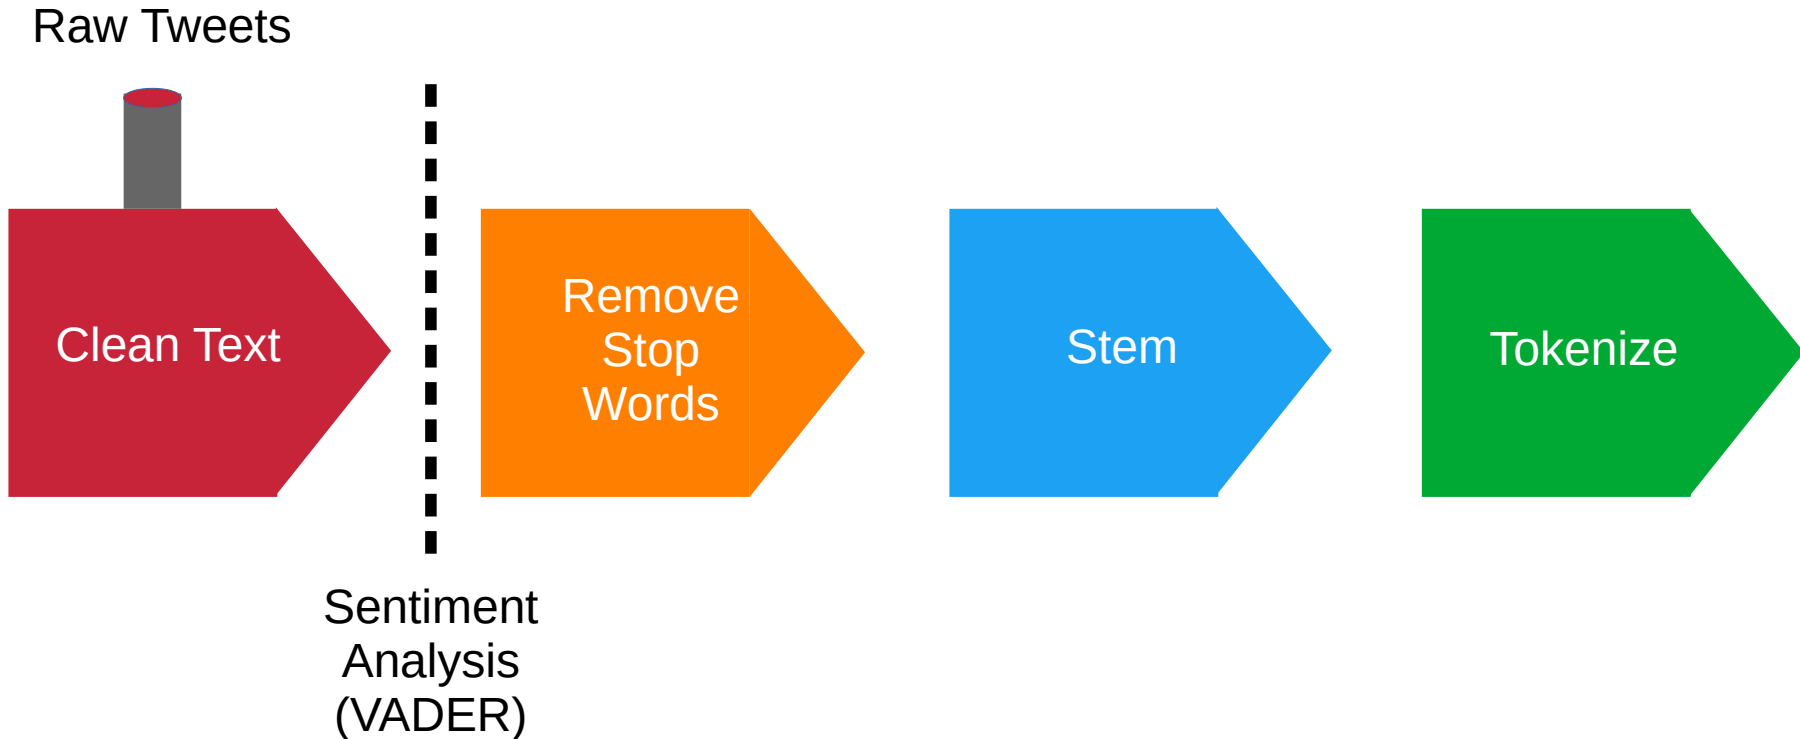 Raw Tweets
Clean Text
Remove
Stop
Words
Stem
Tokenize
Sentiment
Analysis
(VADER)